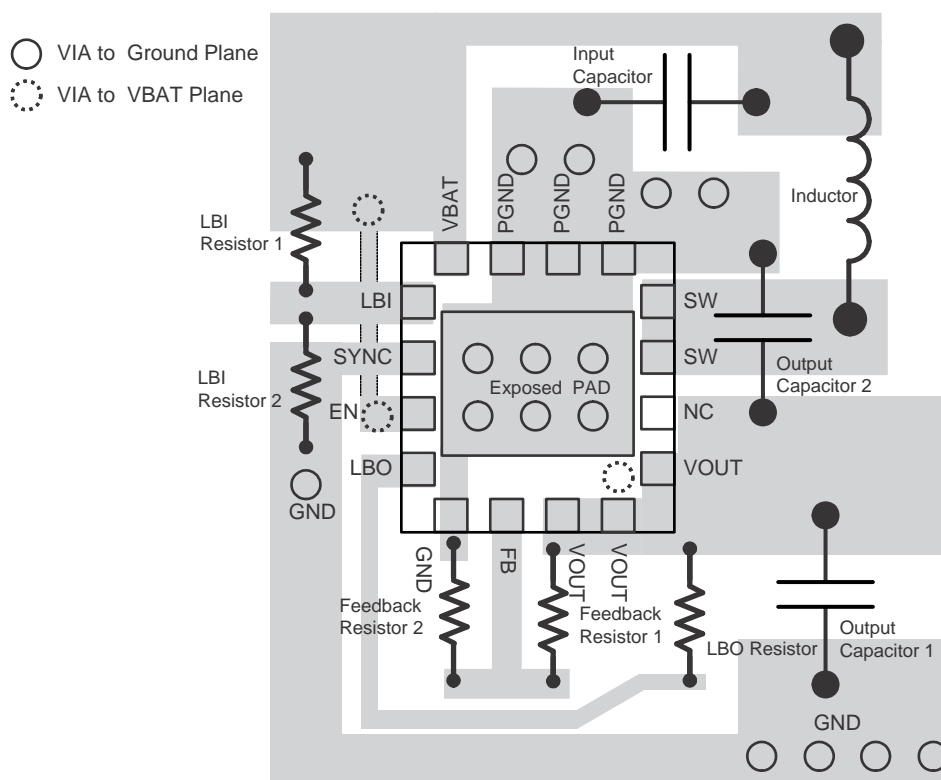 VIA to Ground Plane
VIA to VBAT Plane
Input
Capacitor
Inductor
LBI
Resistor 1
VBAT
PGND
PGND
PGND
LBI
SW
SYNC
SW
LBI
Resistor 2
Exposed PAD
Output
Capacitor 2
EN
NC
LBO
VOUT
GND
GND
FB
VOUT
VOUT
Feedback
Resistor 2
Feedback
Resistor 1
LBO Resistor
Output
Capacitor 1
GND